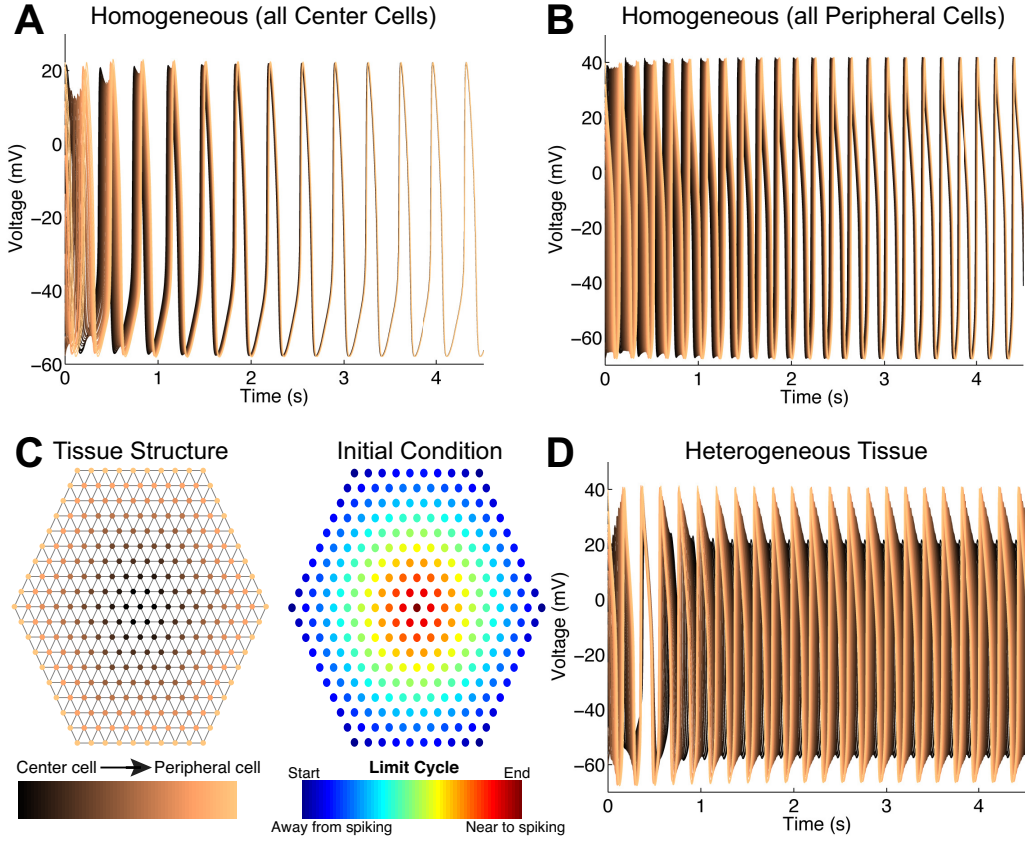 A
Homogeneous (all Center Cells)
Voltage (mV)
20
0
−20
−40
−60
0
1
2
3
4
Time (s)
B
Homogeneous (all Peripheral Cells)
Voltage (mV)
40
20
0
−20
−40
−60
0
1
2
3
4
Time (s)
C
Tissue Structure
Center cell
Peripheral cell
Initial Condition
Limit Cycle
Start
End
Away from spiking
Near to spiking
D
Heterogeneous Tissue
Voltage (mV)
40
20
0
−20
−40
−60
0
1
2
3
4
Time (s)